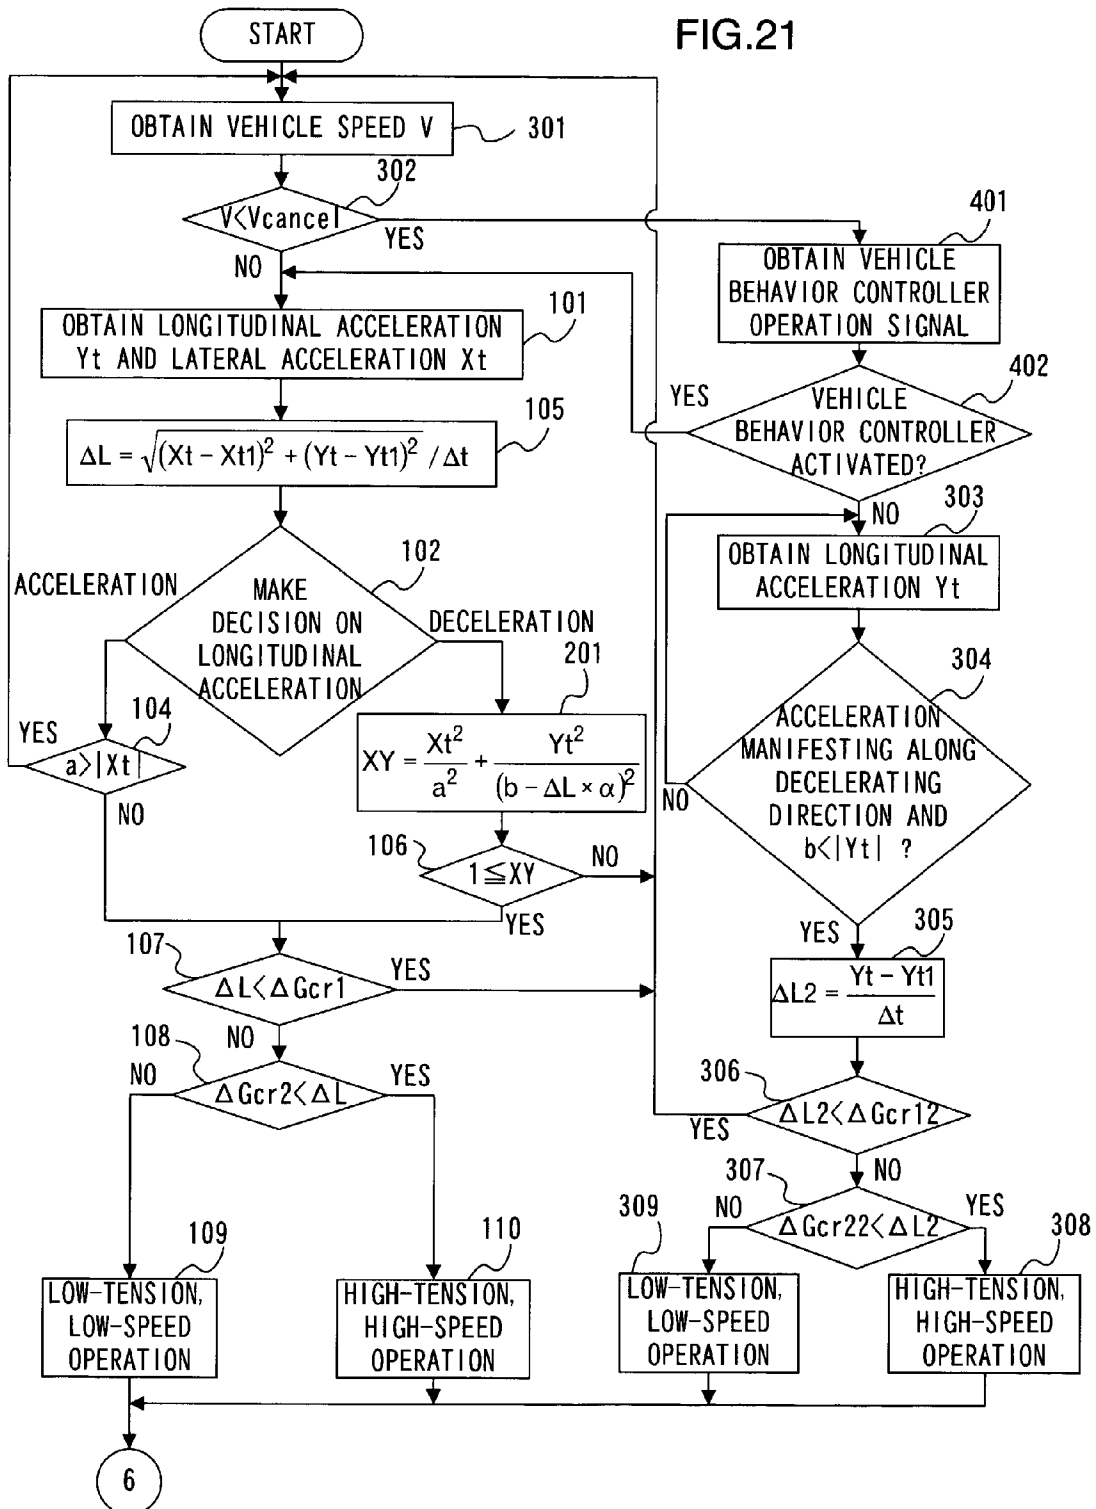 FIG.21
START
OBTAIN VEHICLE SPEED V
301
302
V<Vcancel
YES
NO
401
OBTAIN VEHICLE
BEHAVIOR CONTROLLER
OPERATION SIGNAL
101
OBTAIN LONGITUDINAL ACCELERATION
Yt AND LATERAL ACCELERATION Xt
402
YES
VEHICLE
BEHAVIOR CONTROLLER
ACTIVATED?
NO
105
ΔL = √(Xt − Xt1)² + (Yt − Yt1)² / Δt
303
OBTAIN LONGITUDINAL
ACCELERATION Yt
102
ACCELERATION
MAKE
DECISION ON
LONGITUDINAL
ACCELERATION
DECELERATION
201
XY = Xt²/a² + Yt²/(b − ΔL × α)²
104
YES
a>|Xt|
NO
304
ACCELERATION
MANIFESTING ALONG
DECELERATING
DIRECTION AND
b<|Yt| ?
NO
YES
106
1≦XY
NO
YES
305
ΔL2 = Yt − Yt1/Δt
107
ΔL<ΔGcr1
YES
NO
108
ΔGcr2<ΔL
NO
YES
306
ΔL2<ΔGcr12
YES
NO
307
ΔGcr22<ΔL2
NO
YES
109
LOW-TENSION,
LOW-SPEED
OPERATION
110
HIGH-TENSION,
HIGH-SPEED
OPERATION
309
LOW-TENSION,
LOW-SPEED
OPERATION
308
HIGH-TENSION,
HIGH-SPEED
OPERATION
6